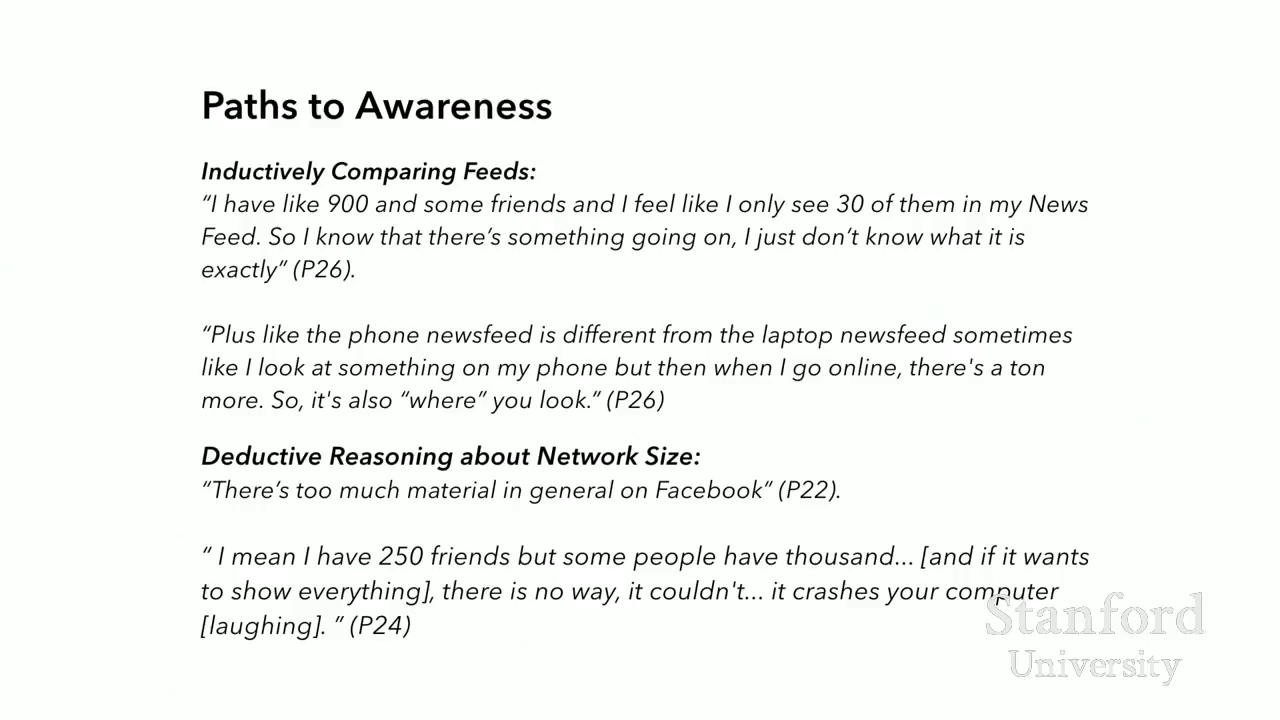 Paths to Awareness
Inductively Comparing Feeds:
“I have like 900 and some friends and I feel like I only see 30 of them in my News
Feed. So I know that there’s something going on, I just don’t know what it is
exactly” (P26).
“Plus like the phone newsfeed is different from the laptop newsfeed sometimes
like I look at something on my phone but then when I go online, there's a ton
more. So, it's also “where” you look.” (P26)
Deductive Reasoning about Network Size:
“There’s too much material in general on Facebook” (P22).
“ I mean I have 250 friends but some people have thousand... [and if it wants
to show everything], there is no way, it couldn't... it crashes your computer
[laughing]. ” (P24)
Stanford
University